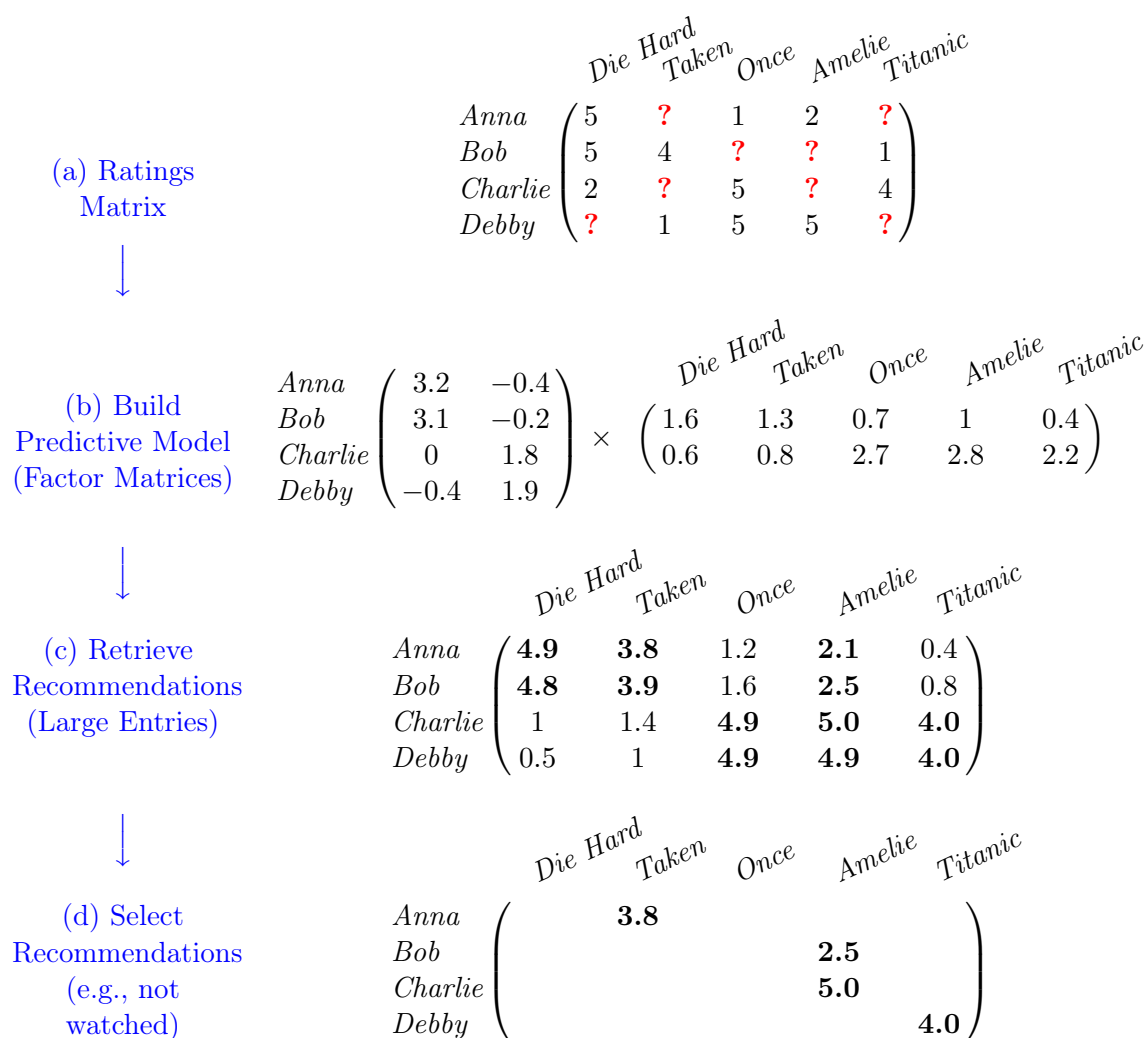 Die Hard Taken Once Amelie Titanic
Anna 5 ? 1 2 ?
Bob 5 4 ? ? 1
Charlie 2 ? 5 ? 4
Debby ? 1 5 5 ?
(a) Ratings
Matrix
Die Hard Taken Once Amelie Titanic
Anna 3.2 −0.4
Bob 3.1 −0.2
Charlie 0 1.8
Debby −0.4 1.9
×
1.6 1.3 0.7 1 0.4
0.6 0.8 2.7 2.8 2.2
(b) Build
Predictive Model
(Factor Matrices)
Die Hard Taken Once Amelie Titanic
Anna 4.9 3.8 1.2 2.1 0.4
Bob 4.8 3.9 1.6 2.5 0.8
Charlie 1 1.4 4.9 5.0 4.0
Debby 0.5 1 4.9 4.9 4.0
(c) Retrieve
Recommendations
(Large Entries)
Die Hard Taken Once Amelie Titanic
Anna 3.8
Bob 2.5
Charlie 5.0
Debby 4.0
(d) Select
Recommendations
(e.g., not
watched)